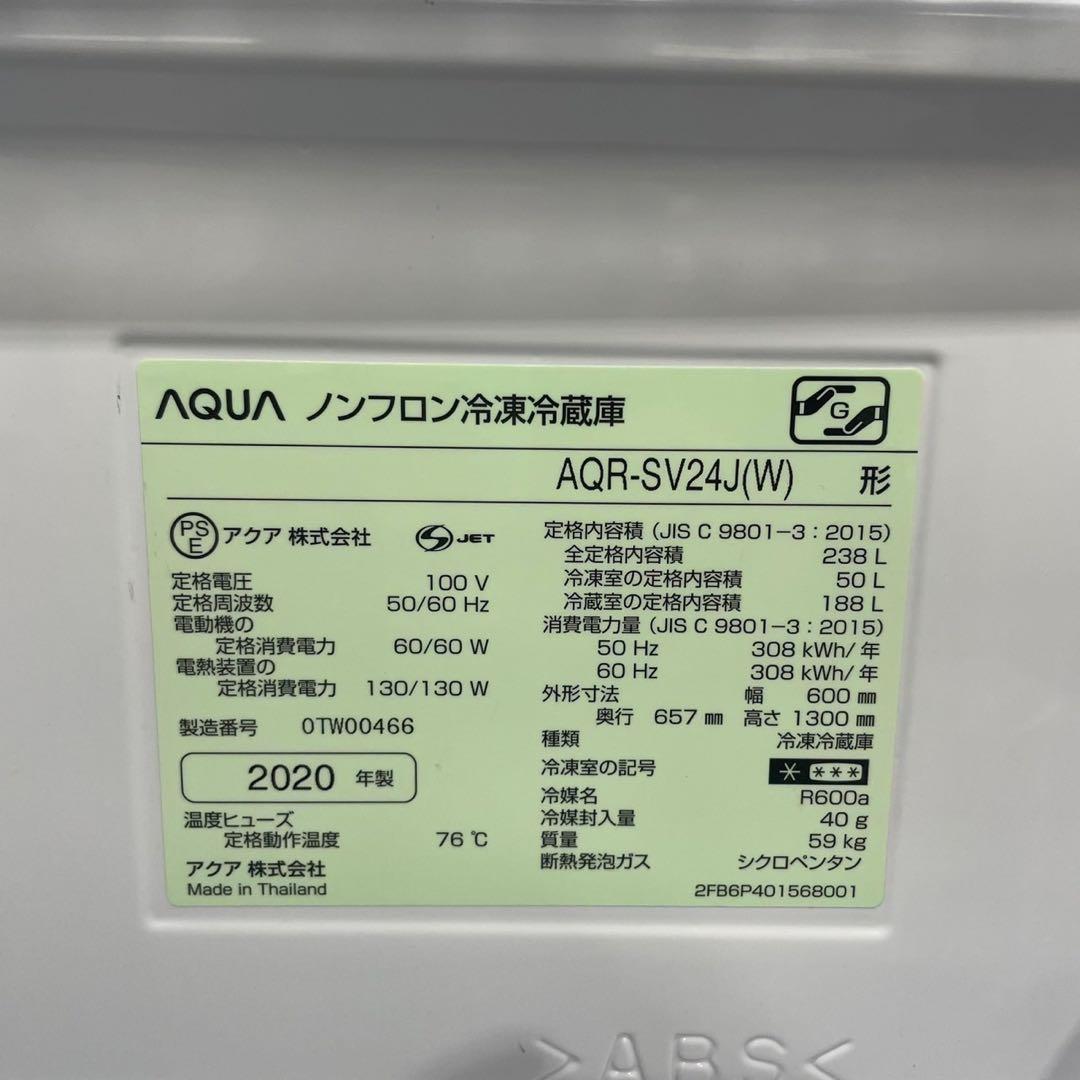 AQUA ノンフロン冷凍冷蔵庫
G
AQR-SV24J(W) 形
PS
E
アクア 株式会社
S JET
定格電圧 100 V
定格周波数 50/60 Hz
電動機の
定格消費電力 60/60 W
電熱装置の
定格消費電力 130/130 W
製造番号 0TW00466
2020 年製
温度ヒューズ
定格動作温度 76 ℃
アクア 株式会社
Made in Thailand
定格内容積 (JIS C 9801-3 : 2015)
全定格内容積 238 L
冷凍室の定格内容積 50 L
冷蔵室の定格内容積 188 L
消費電力量 (JIS C 9801-3 : 2015)
50 Hz 308 kWh/年
60 Hz 308 kWh/年
外形寸法 幅 600 ㎜
奥行 657 ㎜ 高さ 1300 ㎜
種類 冷凍冷蔵庫
冷凍室の記号 * ***
冷媒名 R600a
冷媒封入量 40 g
質量 59 kg
断熱発泡ガス シクロペンタン
2FB6P401568001
>ABS<